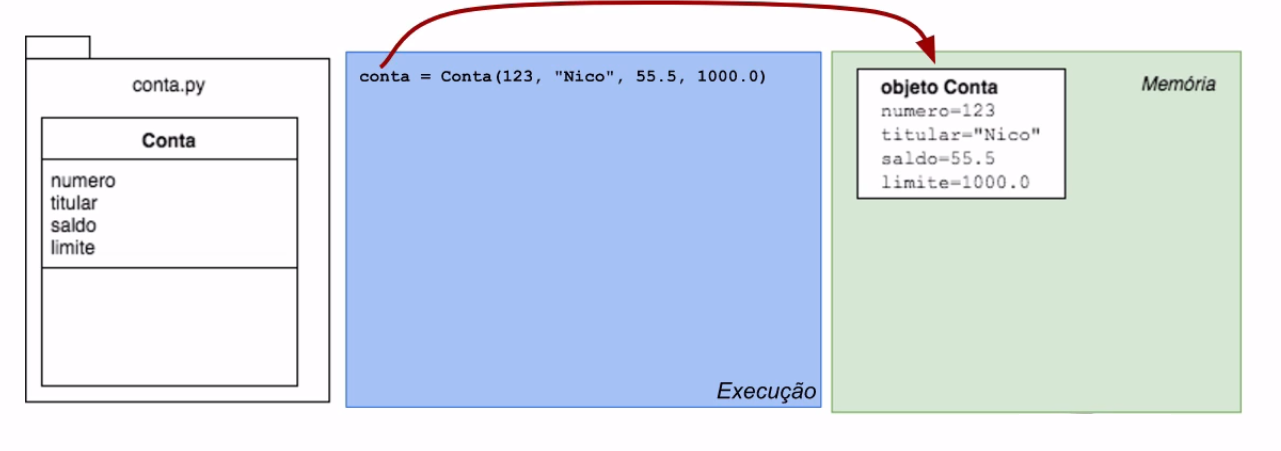 conta.py
Conta
numero
titular
saldo
limite
conta = Conta(123, "Nico", 55.5, 1000.0)
Execução
Memória
objeto Conta
numero=123
titular="Nico"
saldo=55.5
limite=1000.0